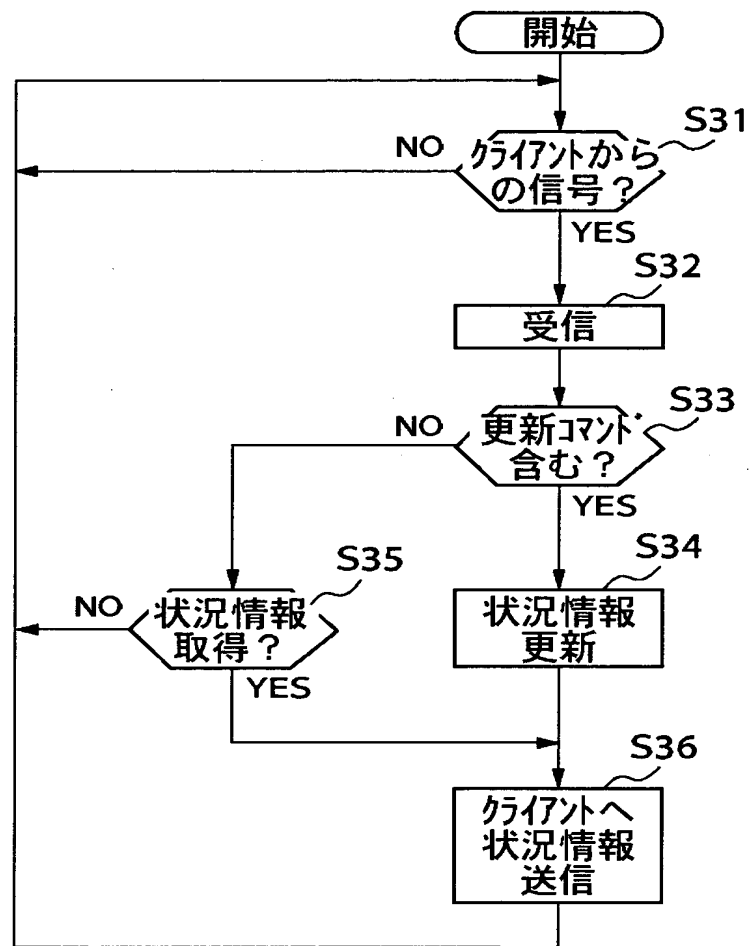 開始
S31
NO
クライアントから
の信号？
YES
S32
受信
S33
NO
更新コマンド
含む？
YES
S35
S34
NO
状況情報
取得？
YES
状況情報
更新
S36
クライアントへ
状況情報
送信